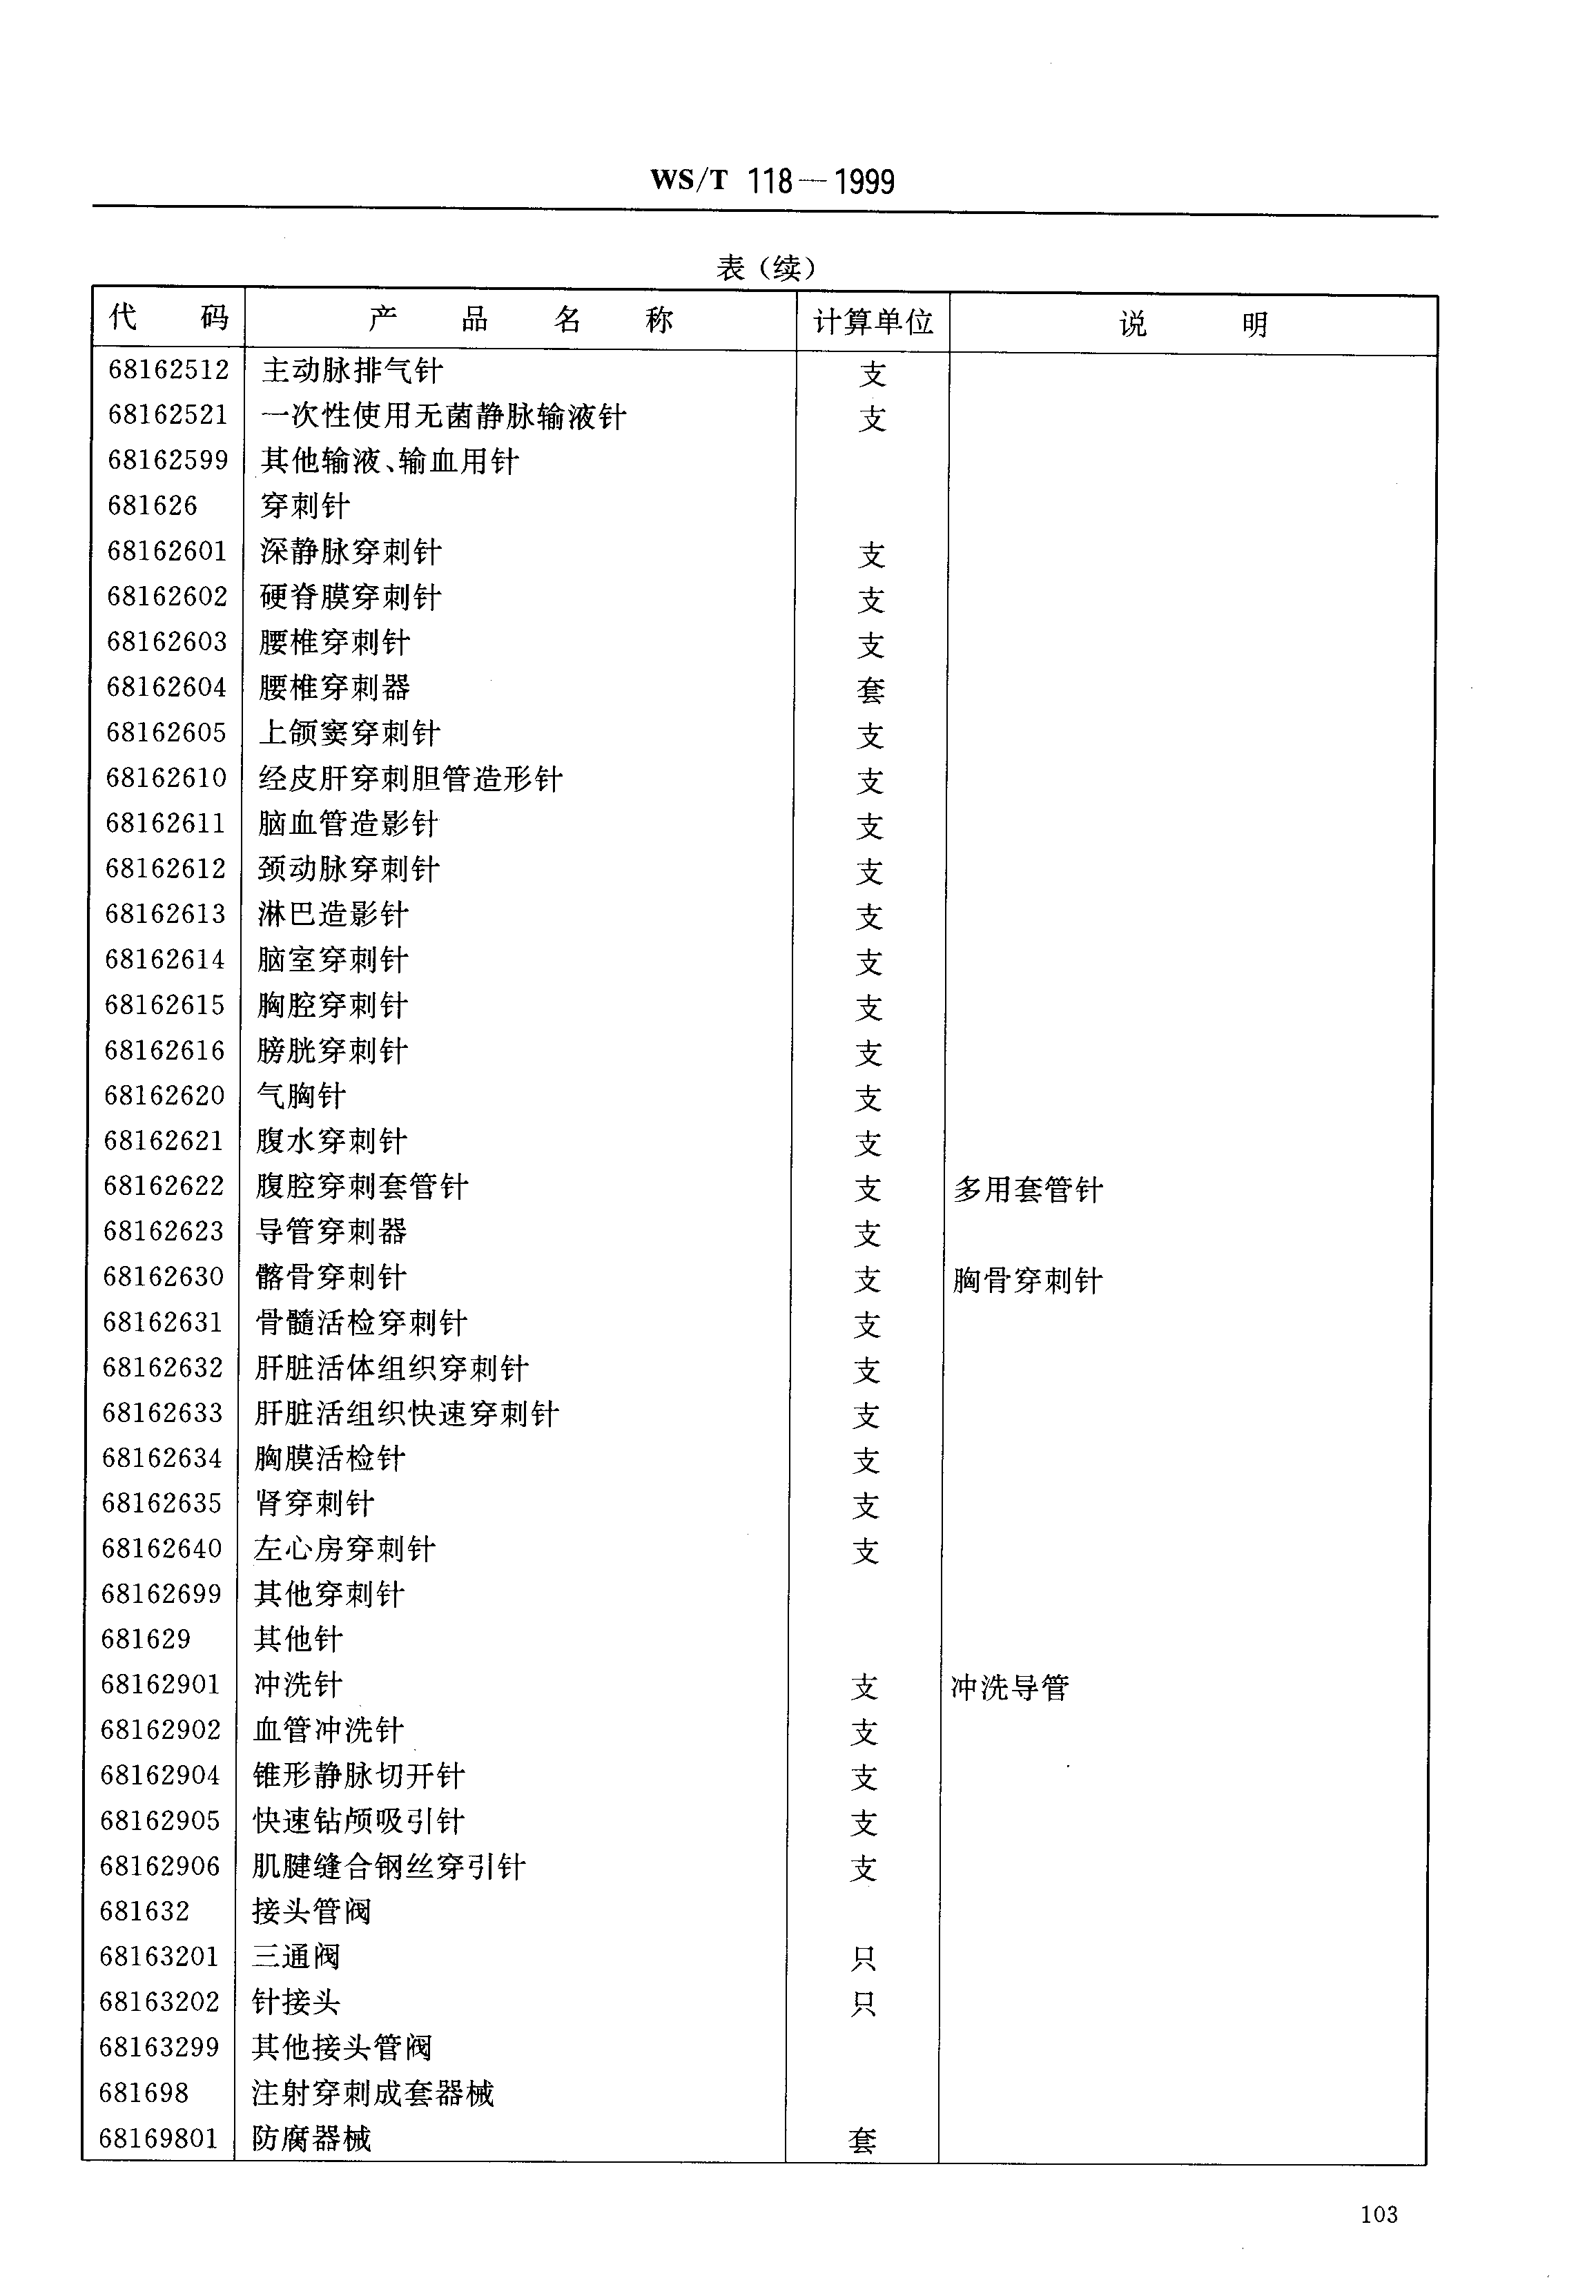 WS/T 118—1999
表（续）
代 码 产 品 名 称 计算单位 说 明
68162512 主动脉排气针 支
68162521 一次性使用无菌静脉输液针 支
68162599 其他输液、输血用针
681626 穿刺针
68162601 深静脉穿刺针 支
68162602 硬脊膜穿刺针 支
68162603 腰椎穿刺针 支
68162604 腰椎穿刺器 套
68162605 上颌窦穿刺针 支
68162610 经皮肝穿刺胆管造形针 支
68162611 脑血管造影针 支
68162612 颈动脉穿刺针 支
68162613 淋巴造影针 支
68162614 脑室穿刺针 支
68162615 胸腔穿刺针 支
68162616 膀胱穿刺针 支
68162620 气胸针 支
68162621 腹水穿刺针 支
68162622 腹腔穿刺套管针 支 多用套管针
68162623 导管穿刺器 支
68162630 髂骨穿刺针 支 胸骨穿刺针
68162631 骨髓活检穿刺针 支
68162632 肝脏活体组织穿刺针 支
68162633 肝脏活组织快速穿刺针 支
68162634 胸膜活检针 支
68162635 肾穿刺针 支
68162640 左心房穿刺针 支
68162699 其他穿刺针
681629 其他针
68162901 冲洗针 支 冲洗导管
68162902 血管冲洗针 支
68162904 锥形静脉切开针 支
68162905 快速钻颅吸引针 支
68162906 肌腱缝合钢丝穿引针 支
681632 接头管阀
68163201 三通阀 只
68163202 针接头 只
68163299 其他接头管阀
681698 注射穿刺成套器械
68169801 防腐器械 套
103